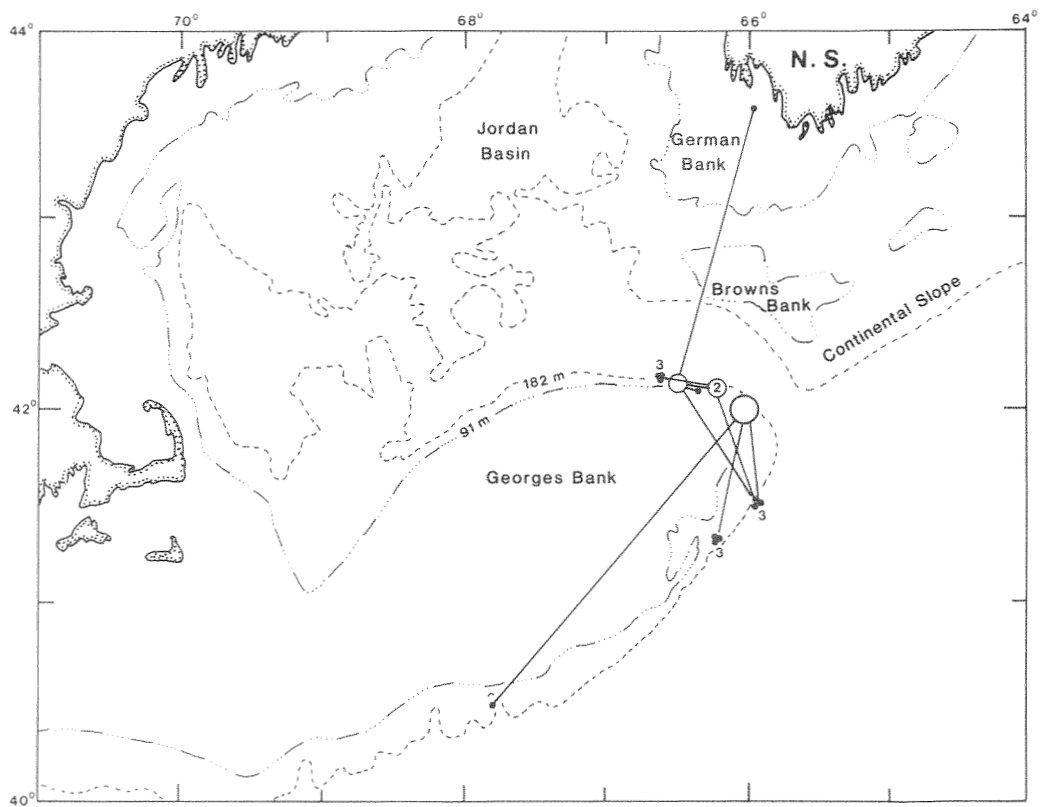 70° 68° 66° 64°
44°
N. S.
Jordan
Basin
German
Bank
Browns
Bank
Continental Slope
3
182 m
2
42°
91 m
Georges Bank
3
3
40°